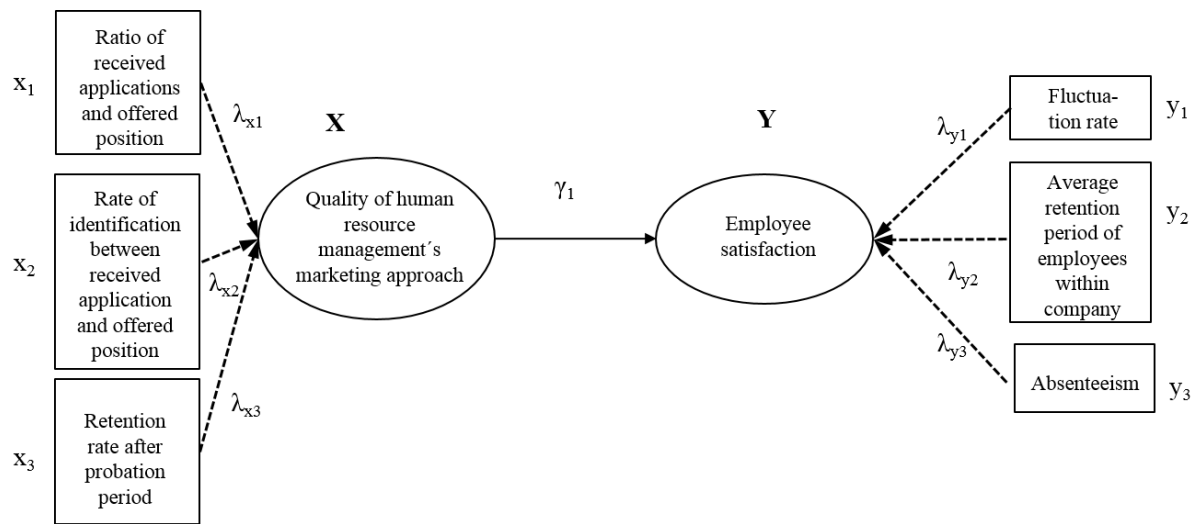 x1
Ratio of
received
applications
and offered
position
λx1
x2
Rate of
identification
between
received
application
and offered
position
λx2
x3
Retention
rate after
probation
period
λx3
X
Quality of human
resource
management´s
marketing approach
γ1
Y
Employee
satisfaction
λy1
Fluctua-
tion rate
y1
λy2
Average
retention
period of
employees
within
company
y2
λy3
Absenteeism
y3